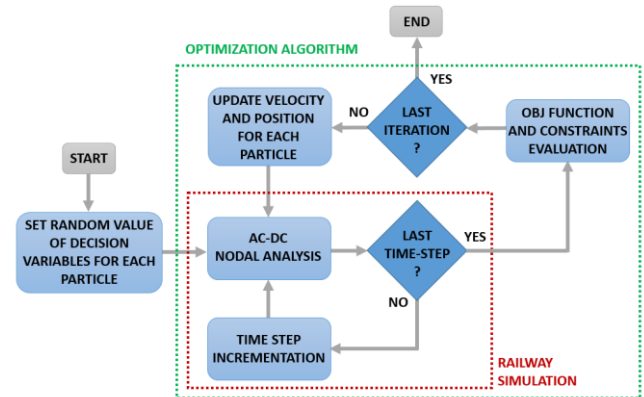 END
OPTIMIZATION ALGORITHM
YES
UPDATE VELOCITY
AND POSITION
FOR EACH
PARTICLE
NO
LAST
ITERATION
?
OBJ FUNCTION
AND CONSTRAINTS
EVALUATION
START
SET RANDOM VALUE
OF DECISION
VARIABLES FOR EACH
PARTICLE
AC-DC
NODAL ANALYSIS
LAST
TIME-STEP
?
YES
NO
TIME STEP
INCREMENTATION
RAILWAY
SIMULATION